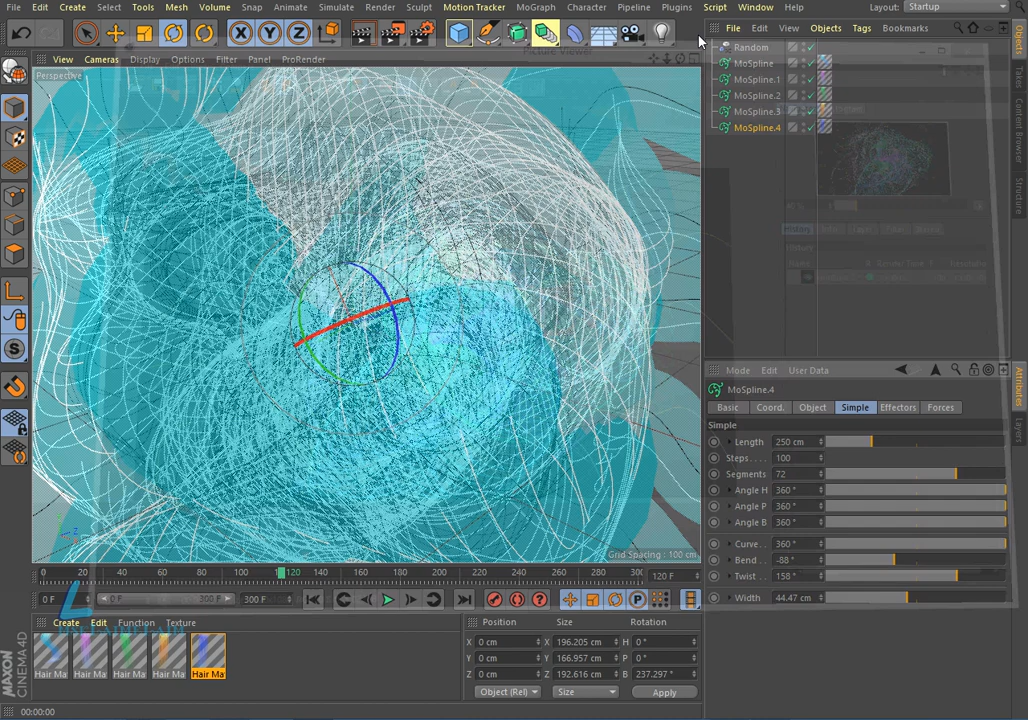 File Edit Create Select Tools Mesh Volume Snap Animate Simulate Render Sculpt Motion Tracker MoGraph Character Pipeline Plugins Script Window Help Layout: Startup
View Cameras Display Options Filter Panel ProRender
File Edit View Objects Tags Bookmarks
Perspective
Random
MoSpline
MoSpline.1
MoSpline.2
MoSpline.3
MoSpline.4
Objects
Takes
Content Browser
Structure
Grid Spacing : 100 cm
Mode Edit User Data
MoSpline.4
Basic Coord. Object Simple Effectors Forces
Simple
Length 250 cm
Steps. . . . 100
Segments 72
Angle H 360 °
Angle P 360 °
Angle B 360 °
Curve. . 360 °
Bend. . . -88 °
Twist . . 158 °
Width 44.47 cm
Attributes
Layers
0 20 40 60 80 100 120 140 160 180 200 220 240 260 280 300 120 F
0 F 0 F 300 F 300 F
Create Edit Function Texture
Hair Ma Hair Ma Hair Ma Hair Ma Hair Ma
Position Size Rotation
X 0 cm X 196.205 cm H 0 °
Y 0 cm Y 166.957 cm P 0 °
Z 0 cm Z 192.616 cm B 237.297 °
Object (Rel) Size Apply
MAXON CINEMA 4D
00:00:00